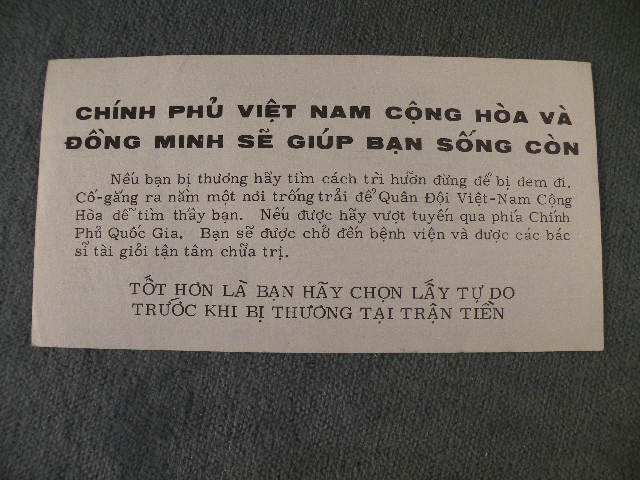 CHÍNH PHỦ VIỆT NAM CỘNG HÒA VÀ
ĐỒNG MINH SẼ GIÚP BẠN SỐNG CÒN
Nếu bạn bị thương hãy tìm cách trì hưởn đừng để bị đem đi.
Cố-gắng ra nằm một nơi trống trải để Quân Đội Việt-Nam Cộng
Hòa dễ tìm thấy bạn. Nếu được hãy vượt tuyến qua phía Chính
Phủ Quốc Gia. Bạn sẽ được chở đến bệnh viện và được các bác
sĩ tài giỏi tận tâm chữa trị.
TỐT HƠN LÀ BẠN HÃY CHỌN LẤY TỰ DO
TRƯỚC KHI BỊ THƯƠNG TẠI TRẬN TIỀN